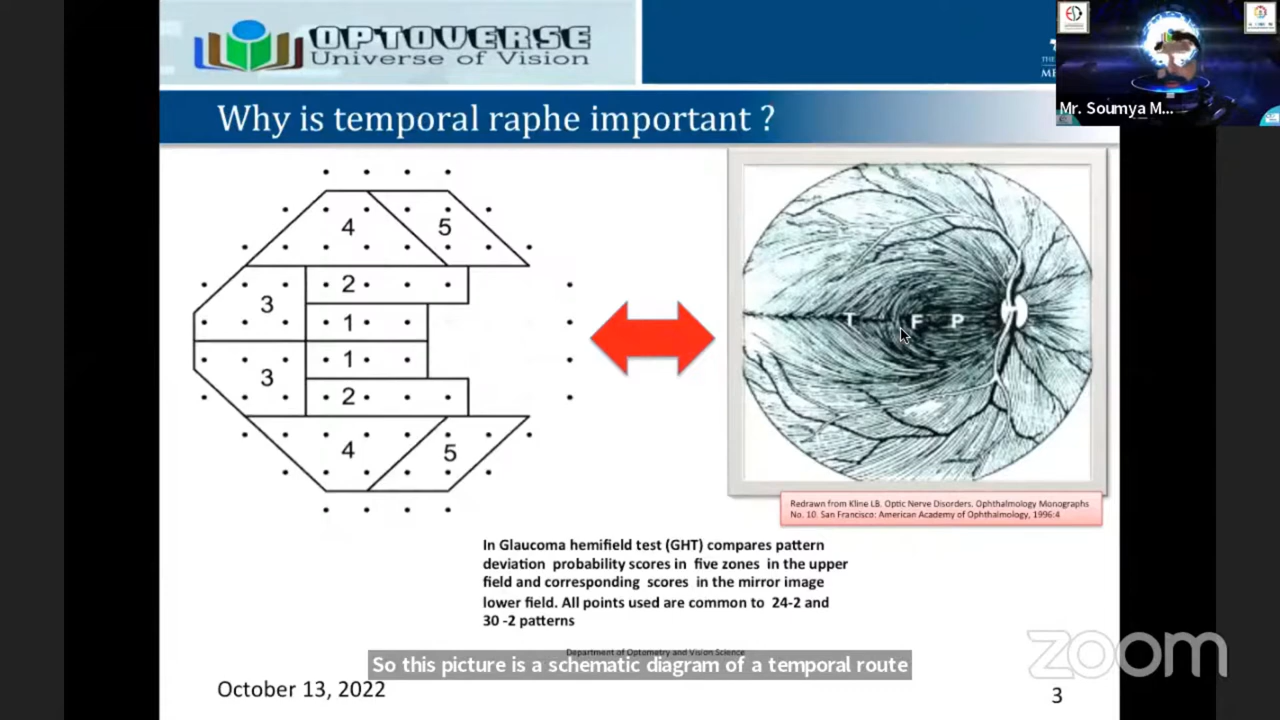 OPTOVERSE
Universe of Vision
Why is temporal raphe important ?
Mr. Soumya M...
4
5
3
2
1
1
3
2
4
5
T F P
Redrawn from Kline LB. Optic Nerve Disorders. Ophthalmology Monographs
No. 10. San Francisco: American Academy of Ophthalmology, 1996:4
In Glaucoma hemifield test (GHT) compares pattern
deviation probability scores in five zones in the upper
field and corresponding scores in the mirror image
lower field. All points used are common to 24-2 and
30 -2 patterns
Department of Optometry and Vision Science
So this picture is a schematic diagram of a temporal route
zoom
October 13, 2022
3